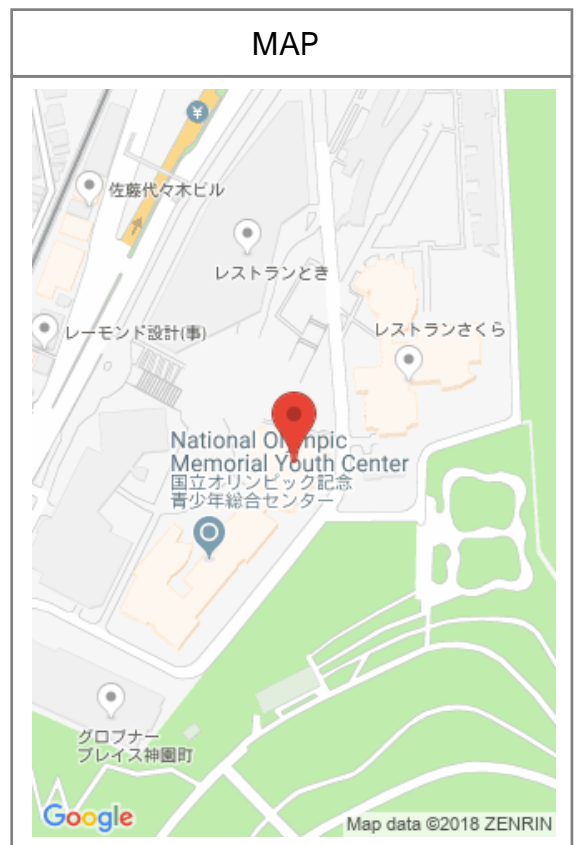 MAP
¥
佐藤代々木ビル
レストランとき
レーモンド設計(事)
レストランさくら
National Olympic
Memorial Youth Center
国立オリンピック記念
青少年総合センター
グロブナー
プレイス神園町
Google
Map data ©2018 ZENRIN